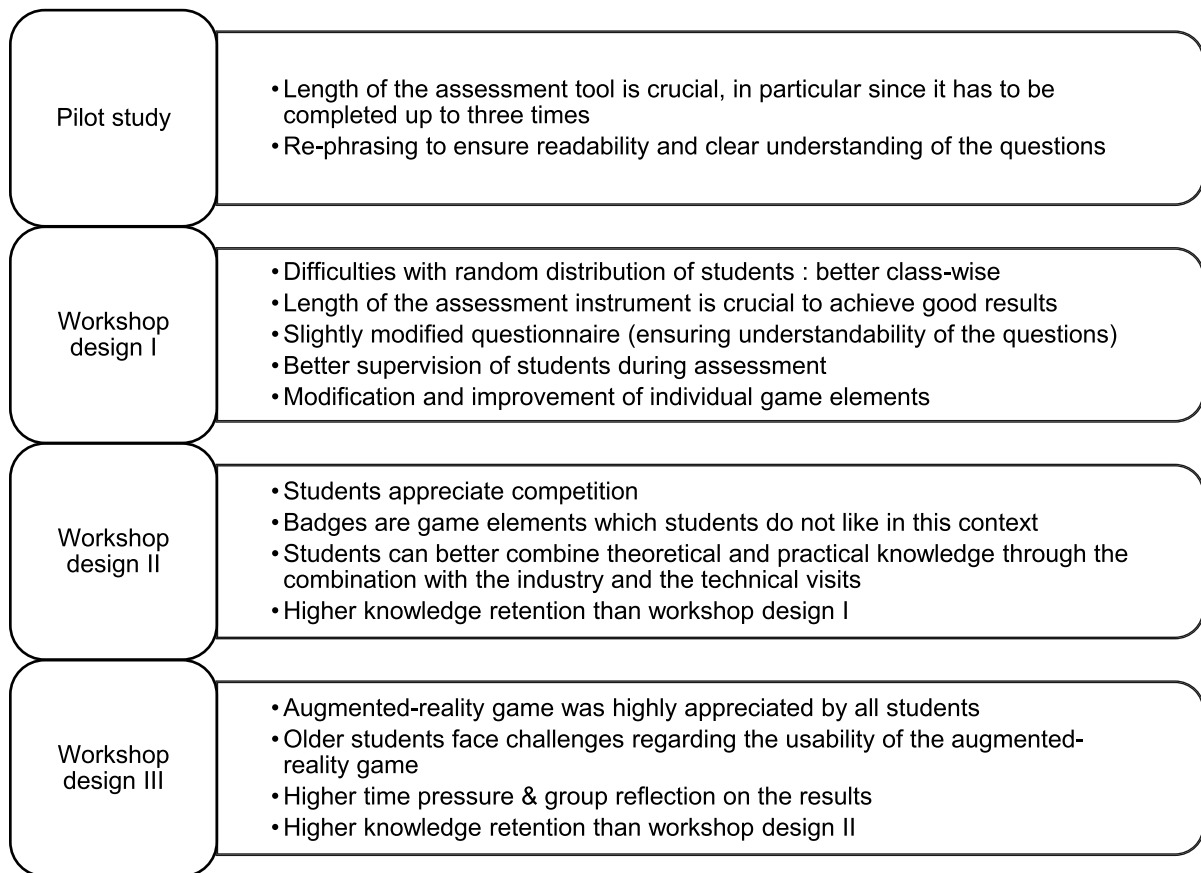 Pilot study
• Length of the assessment tool is crucial, in particular since it has to be
completed up to three times
• Re-phrasing to ensure readability and clear understanding of the questions
Workshop
design I
• Difficulties with random distribution of students : better class-wise
• Length of the assessment instrument is crucial to achieve good results
• Slightly modified questionnaire (ensuring understandability of the questions)
• Better supervision of students during assessment
• Modification and improvement of individual game elements
Workshop
design II
• Students appreciate competition
• Badges are game elements which students do not like in this context
• Students can better combine theoretical and practical knowledge through the
combination with the industry and the technical visits
• Higher knowledge retention than workshop design I
Workshop
design III
• Augmented-reality game was highly appreciated by all students
• Older students face challenges regarding the usability of the augmented-
reality game
• Higher time pressure & group reflection on the results
• Higher knowledge retention than workshop design II